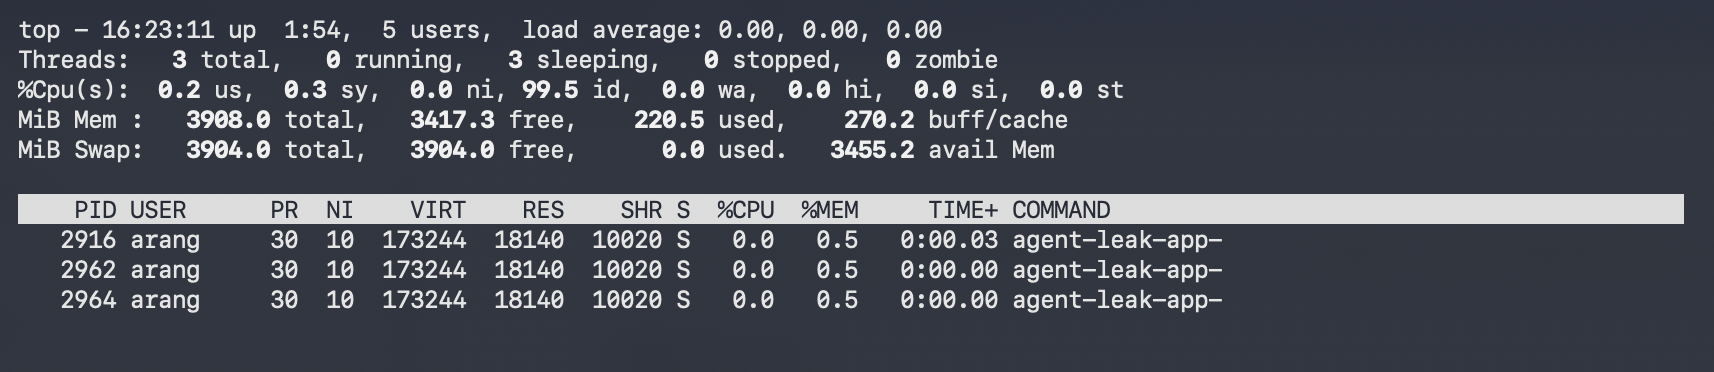 top - 16:23:11 up  1:54,  5 users,  load average: 0.00, 0.00, 0.00
Threads:   3 total,   0 running,   3 sleeping,   0 stopped,   0 zombie
%Cpu(s):  0.2 us,  0.3 sy,  0.0 ni, 99.5 id,  0.0 wa,  0.0 hi,  0.0 si,  0.0 st
MiB Mem :   3908.0 total,   3417.3 free,    220.5 used,    270.2 buff/cache
MiB Swap:   3904.0 total,   3904.0 free,      0.0 used.   3455.2 avail Mem
    PID USER      PR  NI    VIRT    RES    SHR S  %CPU  %MEM     TIME+ COMMAND
   2916 arang     30  10  173244  18140  10020 S   0.0   0.5   0:00.03 agent-leak-app-
   2962 arang     30  10  173244  18140  10020 S   0.0   0.5   0:00.00 agent-leak-app-
   2964 arang     30  10  173244  18140  10020 S   0.0   0.5   0:00.00 agent-leak-app-